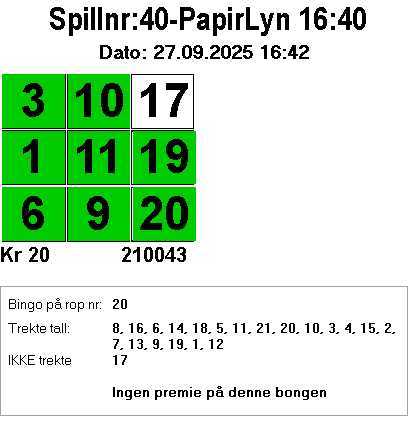 Spillnr:40-PapirLyn 16:40
Dato: 27.09.2025 16:42
3 10 17
1 11 19
6 9 20
Kr 20 210043
Bingo på rop nr: 20
Trekte tall: 8, 16, 6, 14, 18, 5, 11, 21, 20, 10, 3, 4, 15, 2,
7, 13, 9, 19, 1, 12
IKKE trekte 17
Ingen premie på denne bongen